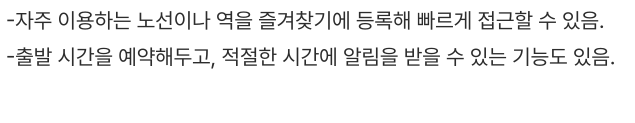 -자주 이용하는 노선이나 역을 즐겨찾기에 등록해 빠르게 접근할 수 있음.
-출발 시간을 예약해두고, 적절한 시간에 알림을 받을 수 있는 기능도 있음.